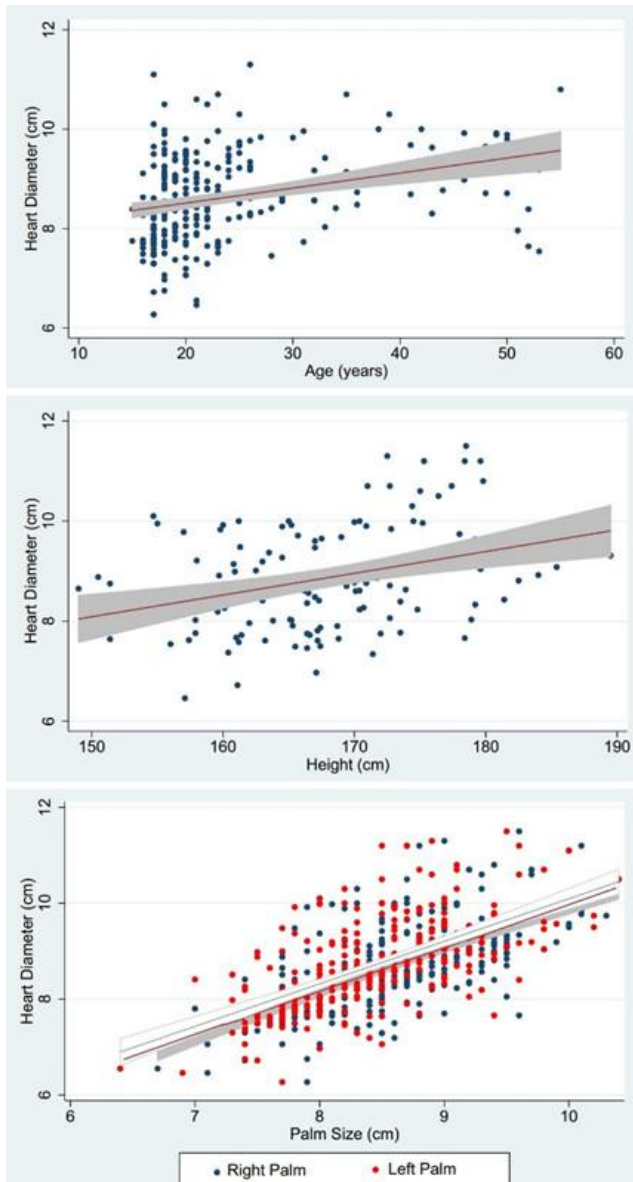 12
10
8
6
Heart Diameter (cm)
10 20 30 40 50 60
Age (years)
12
10
8
6
Heart Diameter (cm)
150 160 170 180 190
Height (cm)
12
10
8
6
Heart Diameter (cm)
6 7 8 9 10
Palm Size (cm)
Right Palm Left Palm